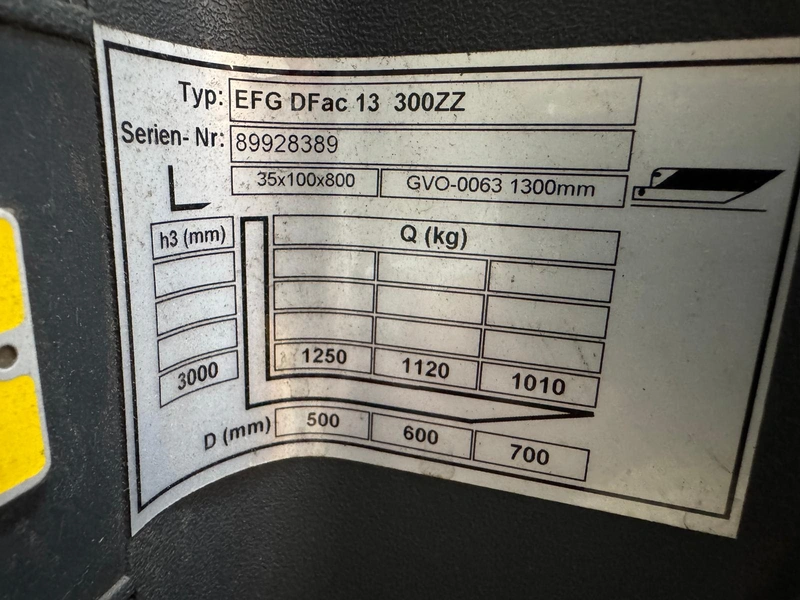 Typ: EFG DFac 13 300ZZ
Serien- Nr: 89928389
35x100x800 GVO-0063 1300mm
h3 (mm) Q (kg)
3000 1250 1120 1010
D (mm) 500 600 700